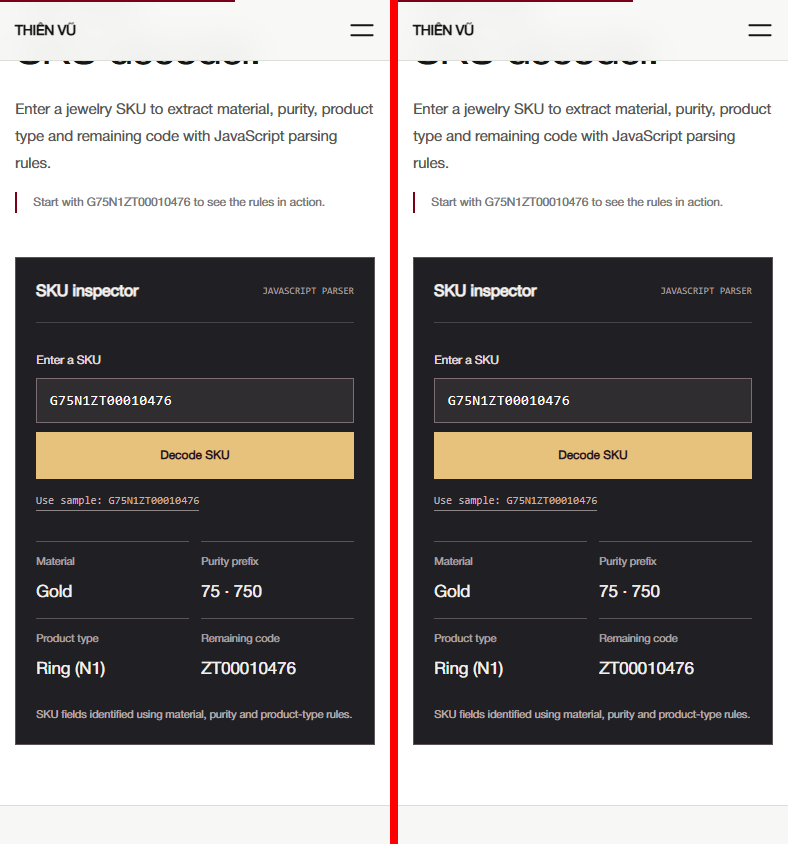 THIÊN VŨ
SKU decoder.
Enter a jewelry SKU to extract material, purity, product
type and remaining code with JavaScript parsing
rules.
Start with G75N1ZT00010476 to see the rules in action.
SKU inspector
JAVASCRIPT PARSER
Enter a SKU
G75N1ZT00010476
Decode SKU
Use sample: G75N1ZT00010476
Material
Purity prefix
Gold
75 · 750
Product type
Remaining code
Ring (N1)
ZT00010476
SKU fields identified using material, purity and product-type rules.
THIÊN VŨ
SKU decoder.
Enter a jewelry SKU to extract material, purity, product
type and remaining code with JavaScript parsing
rules.
Start with G75N1ZT00010476 to see the rules in action.
SKU inspector
JAVASCRIPT PARSER
Enter a SKU
G75N1ZT00010476
Decode SKU
Use sample: G75N1ZT00010476
Material
Purity prefix
Gold
75 · 750
Product type
Remaining code
Ring (N1)
ZT00010476
SKU fields identified using material, purity and product-type rules.